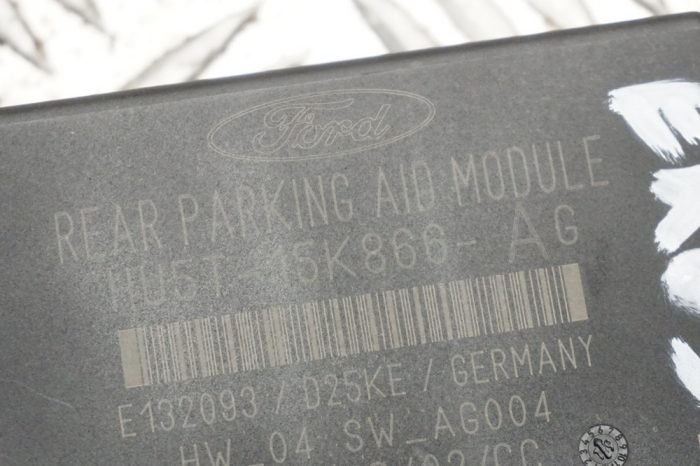 Ford
REAR PARKING AID MODULE
HU5T-15K866-AG
E132093 / D25KE / GERMANY
HW_04 SW_AG004